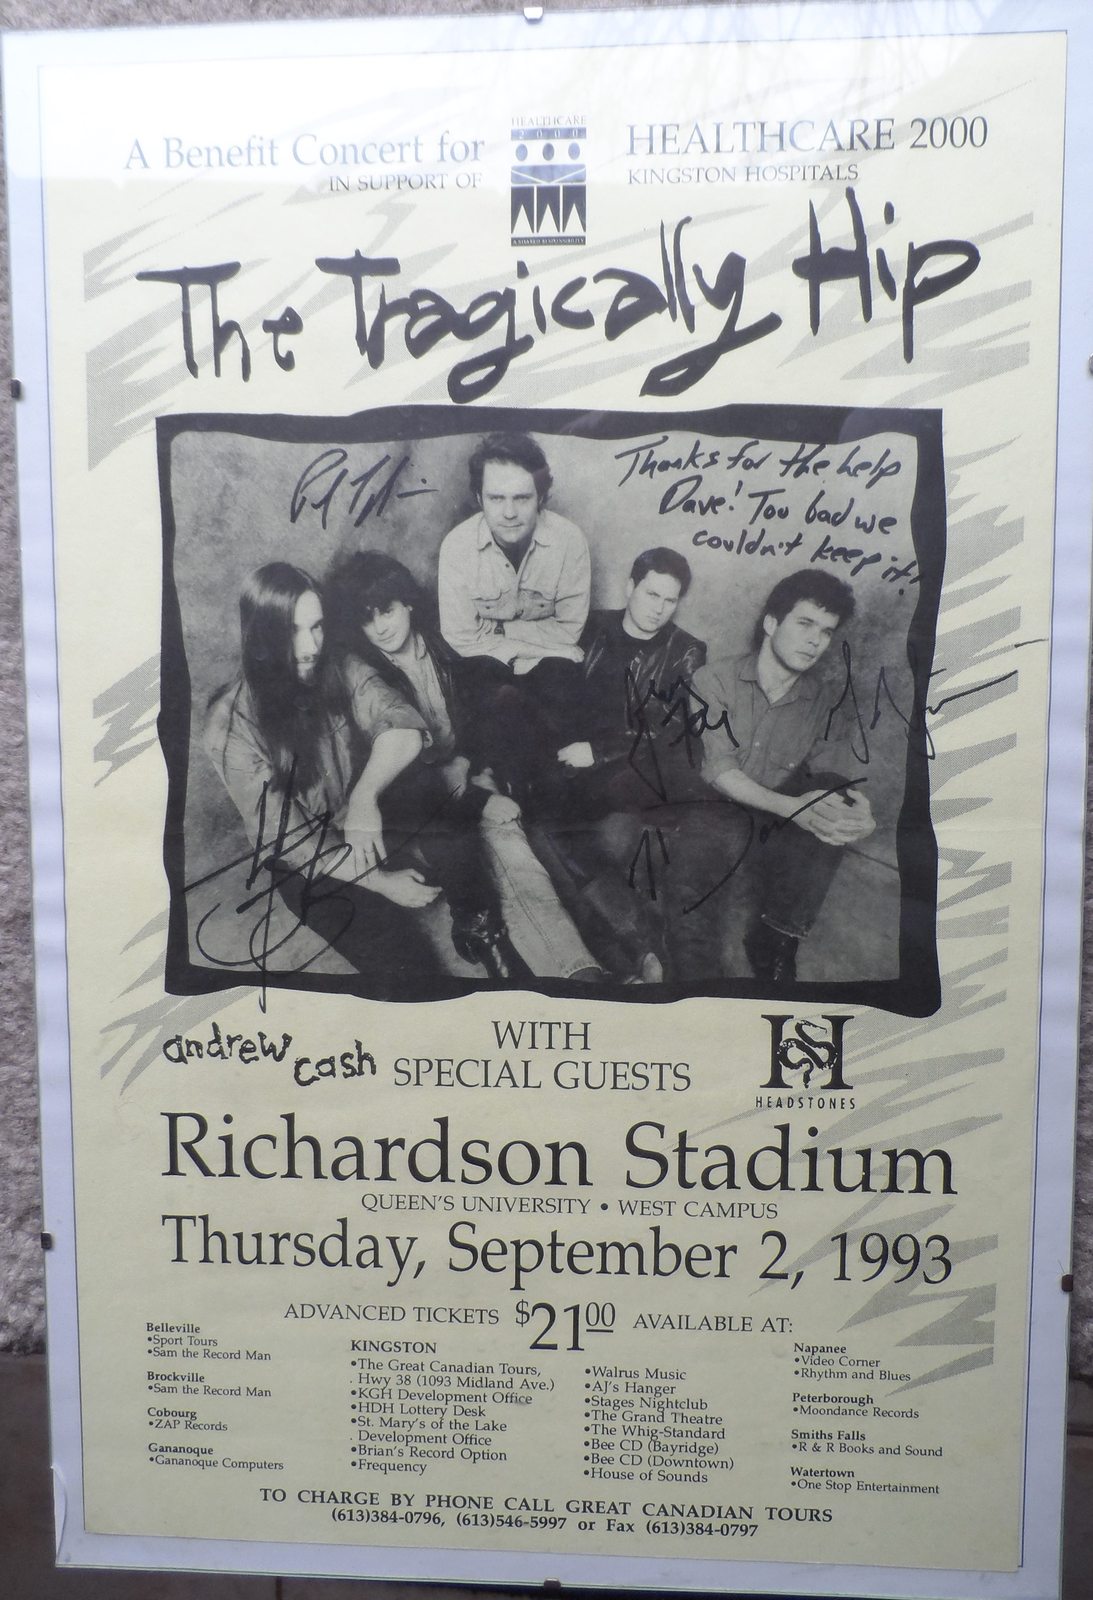 A Benefit Concert for
IN SUPPORT OF
HEALTHCARE
2000
A SHARED RESPONSIBILITY
HEALTHCARE 2000
KINGSTON HOSPITALS
The Tragically Hip
Thanks for the help
Dave! Too bad we
couldn't keep it!
andrew cash
WITH
SPECIAL GUESTS
HEADSTONES
Richardson Stadium
QUEEN'S UNIVERSITY • WEST CAMPUS
Thursday, September 2, 1993
ADVANCED TICKETS $21.00 AVAILABLE AT:
Belleville
•Sport Tours
•Sam the Record Man
Brockville
•Sam the Record Man
Cobourg
•ZAP Records
Gananoque
•Gananoque Computers
KINGSTON
•The Great Canadian Tours,
. Hwy 38 (1093 Midland Ave.)
•KGH Development Office
•HDH Lottery Desk
•St. Mary's of the Lake
. Development Office
•Brian's Record Option
•Frequency
•Walrus Music
•AJ's Hanger
•Stages Nightclub
•The Grand Theatre
•The Whig-Standard
•Bee CD (Bayridge)
•Bee CD (Downtown)
•House of Sounds
Napanee
•Video Corner
•Rhythm and Blues
Peterborough
•Moondance Records
Smiths Falls
•R & R Books and Sound
Watertown
•One Stop Entertainment
TO CHARGE BY PHONE CALL GREAT CANADIAN TOURS
(613)384-0796, (613)546-5997 or Fax (613)384-0797